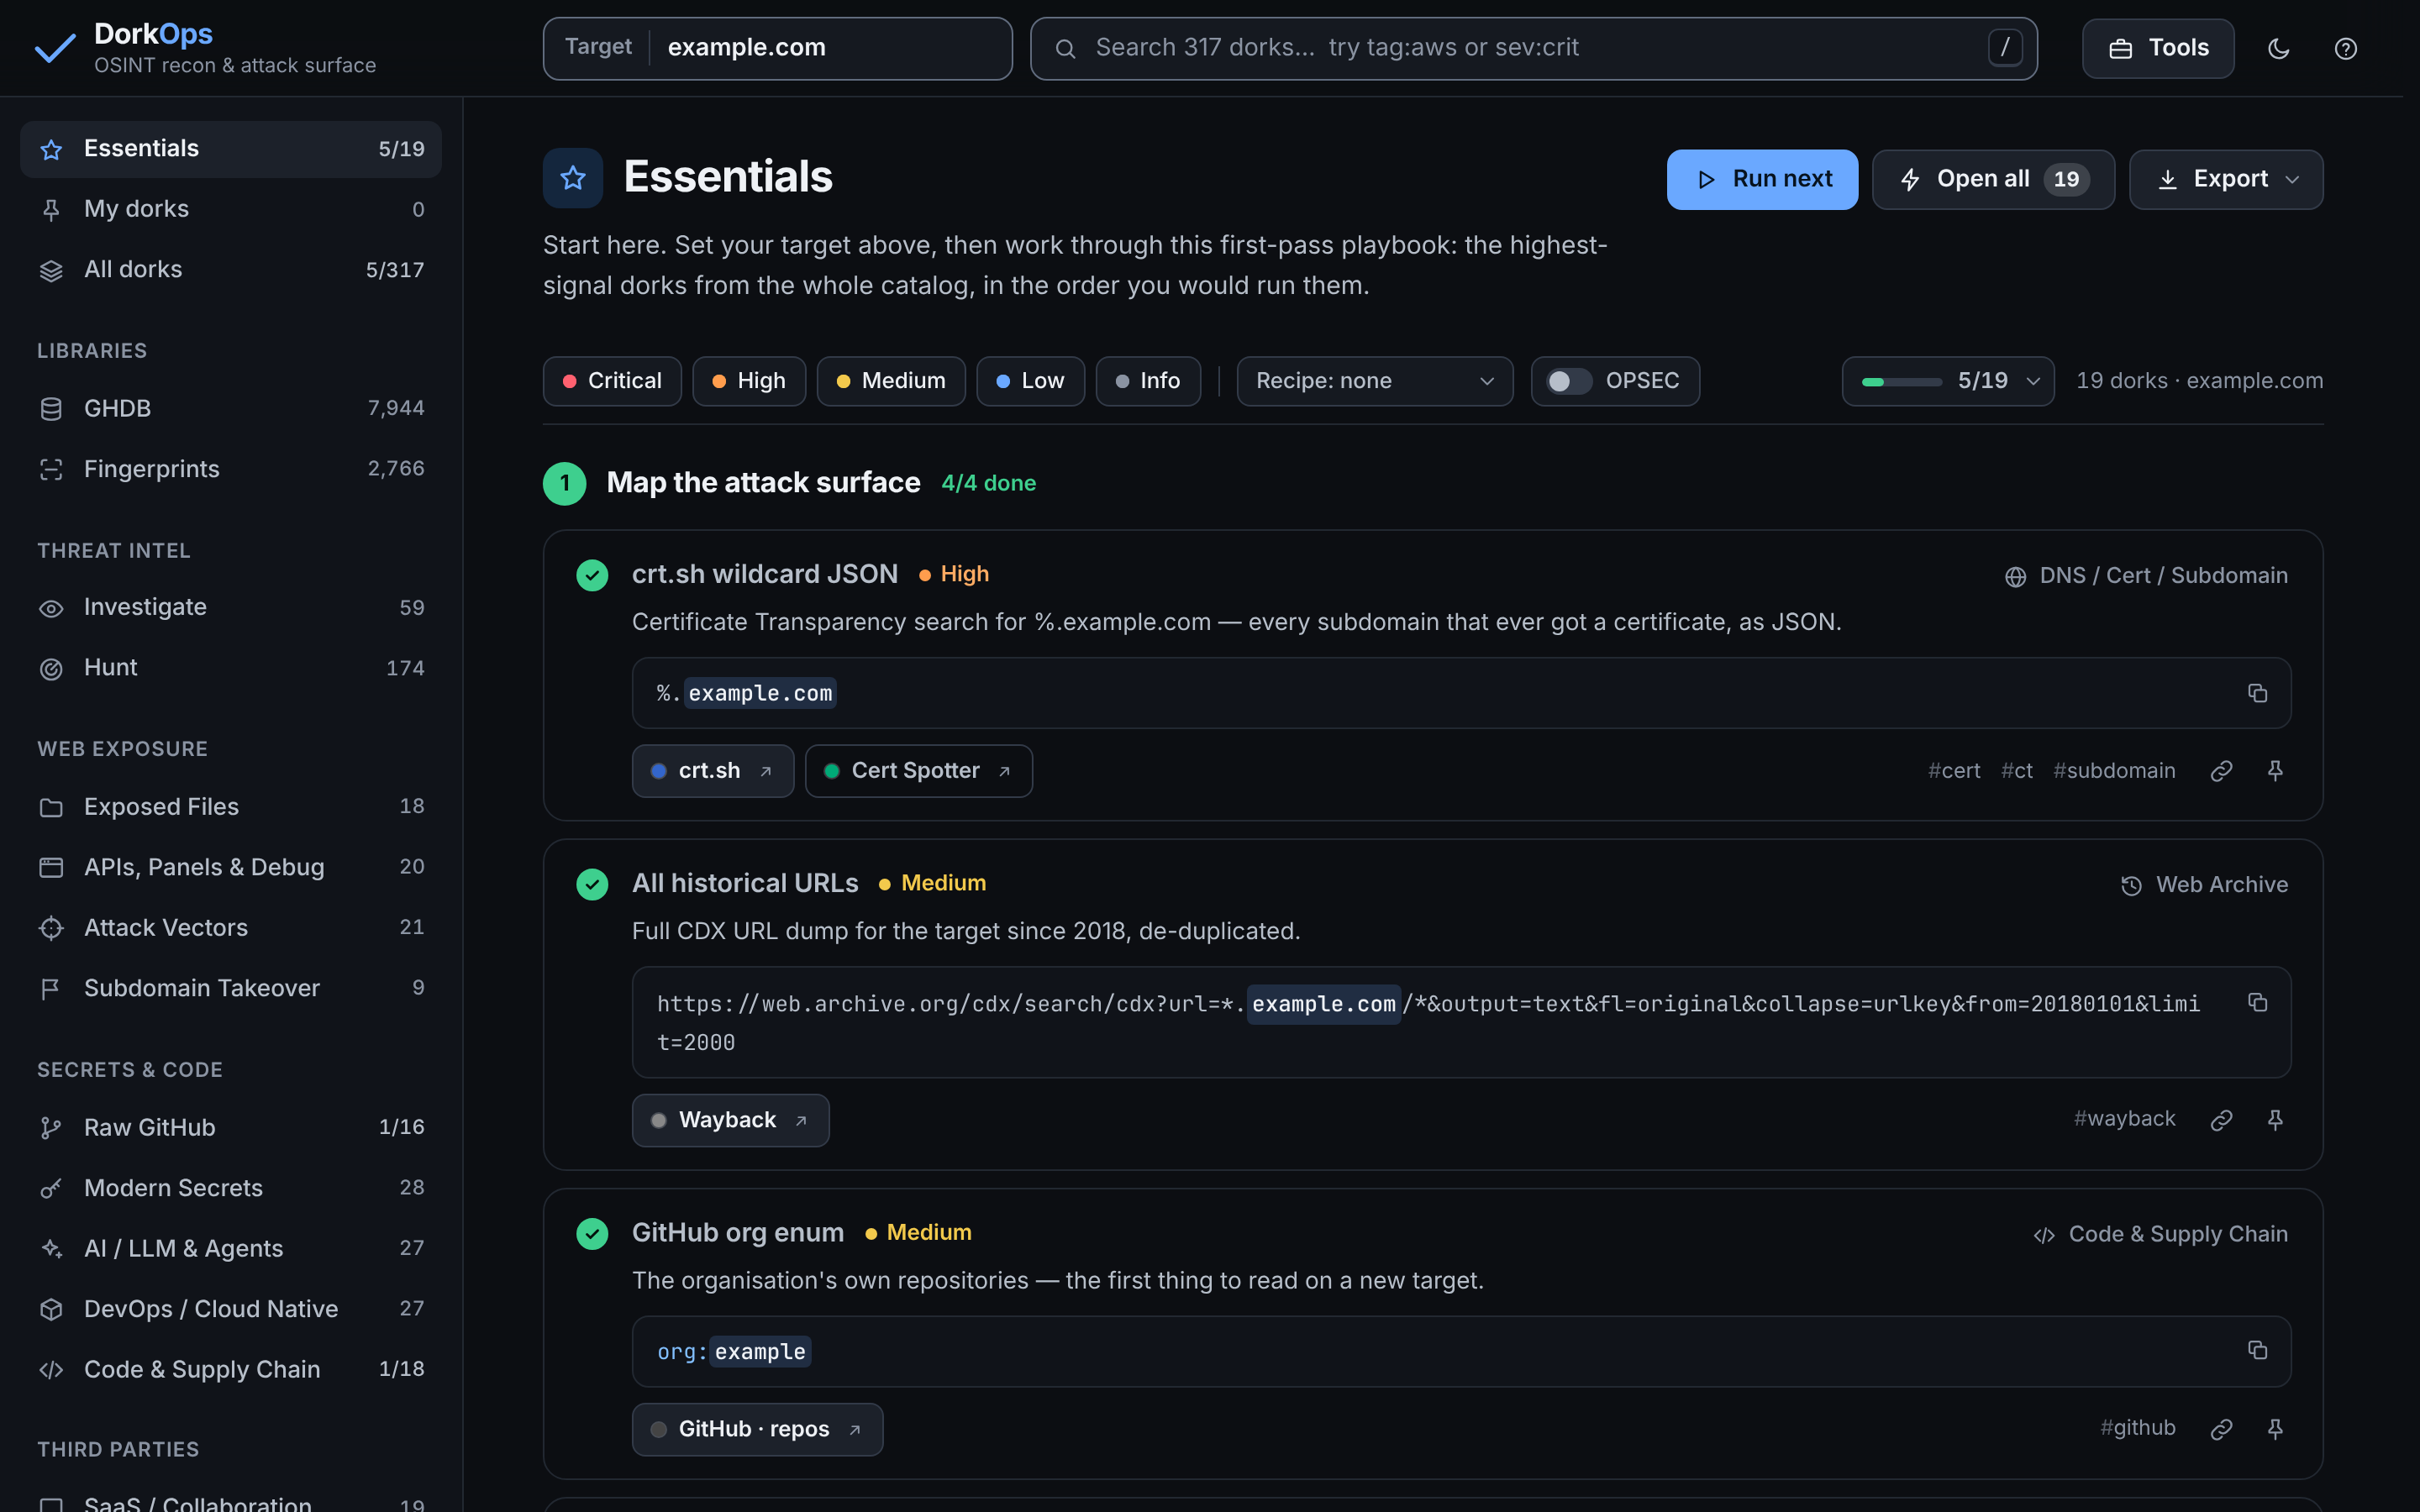 DorkOps
OSINT recon & attack surface
Target example.com
Search 317 dorks... try tag:aws or sev:crit /
Tools
Essentials 5/19
My dorks 0
All dorks 5/317
LIBRARIES
GHDB 7,944
Fingerprints 2,766
THREAT INTEL
Investigate 59
Hunt 174
WEB EXPOSURE
Exposed Files 18
APIs, Panels & Debug 20
Attack Vectors 21
Subdomain Takeover 9
SECRETS & CODE
Raw GitHub 1/16
Modern Secrets 28
AI / LLM & Agents 27
DevOps / Cloud Native 27
Code & Supply Chain 1/18
THIRD PARTIES
SaaS / Collaboration 19
Essentials
Run next
Open all 19
Export
Start here. Set your target above, then work through this first-pass playbook: the highest-
signal dorks from the whole catalog, in the order you would run them.
Critical High Medium Low Info Recipe: none OPSEC 5/19 19 dorks · example.com
1 Map the attack surface 4/4 done
crt.sh wildcard JSON High DNS / Cert / Subdomain
Certificate Transparency search for %.example.com — every subdomain that ever got a certificate, as JSON.
%.example.com
crt.sh Cert Spotter #cert #ct #subdomain
All historical URLs Medium Web Archive
Full CDX URL dump for the target since 2018, de-duplicated.
https://web.archive.org/cdx/search/cdx?url=*.example.com/*&output=text&fl=original&collapse=urlkey&from=20180101&limi
t=2000
Wayback #wayback
GitHub org enum Medium Code & Supply Chain
The organisation's own repositories — the first thing to read on a new target.
org:example
GitHub · repos #github